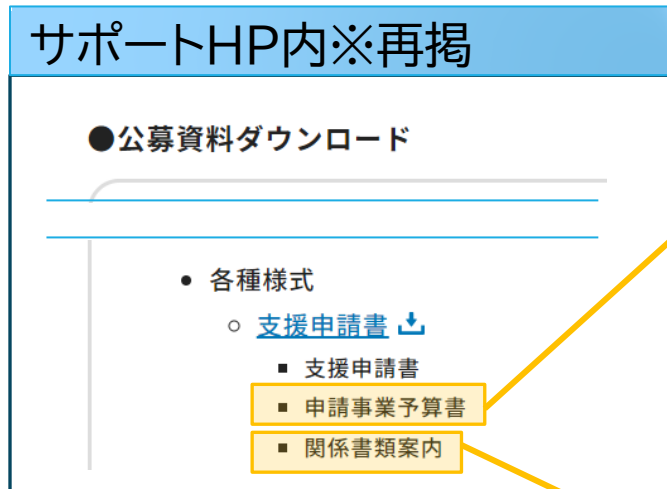 サポートHP内※再掲
●公募資料ダウンロード
• 各種様式
○ 支援申請書
■ 支援申請書
■ 申請事業予算書
■ 関係書類案内